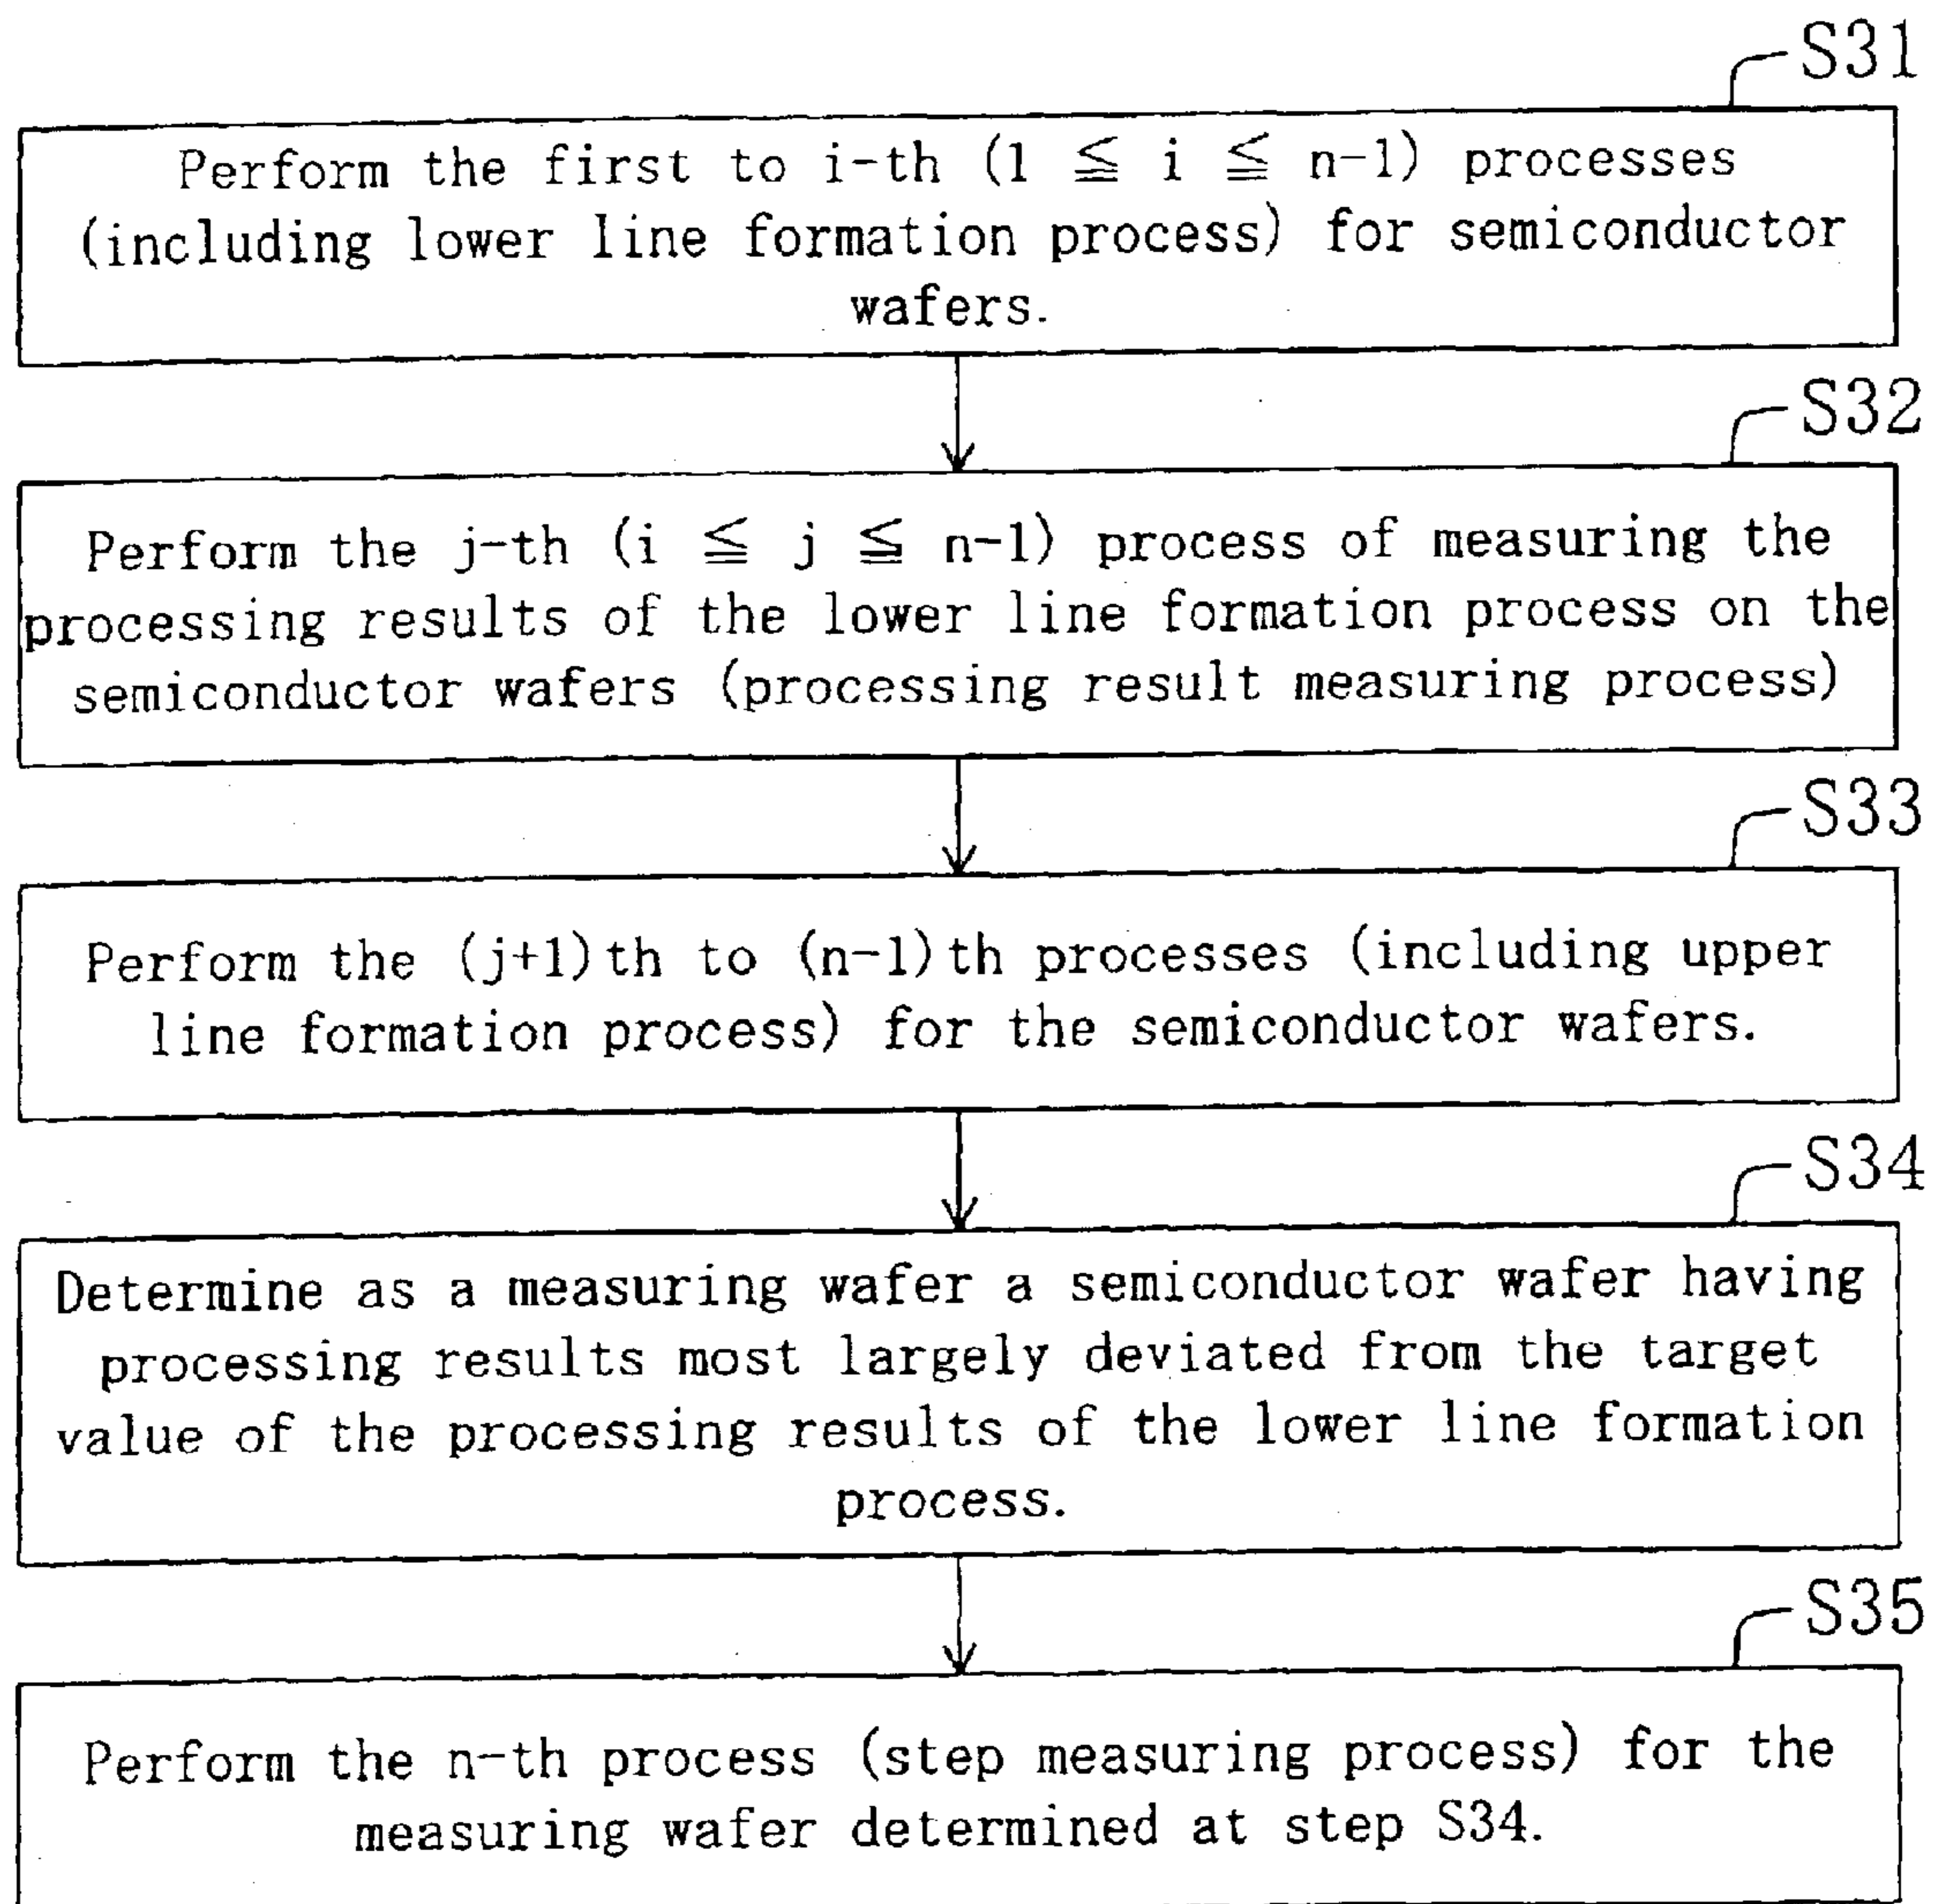 S31
Perform the first to i-th (1 ≦ i ≦ n-1) processes
(including lower line formation process) for semiconductor
wafers.
S32
Perform the j-th (i ≦ j ≦ n-1) process of measuring the
processing results of the lower line formation process on the
semiconductor wafers (processing result measuring process)
S33
Perform the (j+1)th to (n-1)th processes (including upper
line formation process) for the semiconductor wafers.
S34
Determine as a measuring wafer a semiconductor wafer having
processing results most largely deviated from the target
value of the processing results of the lower line formation
process.
S35
Perform the n-th process (step measuring process) for the
measuring wafer determined at step S34.